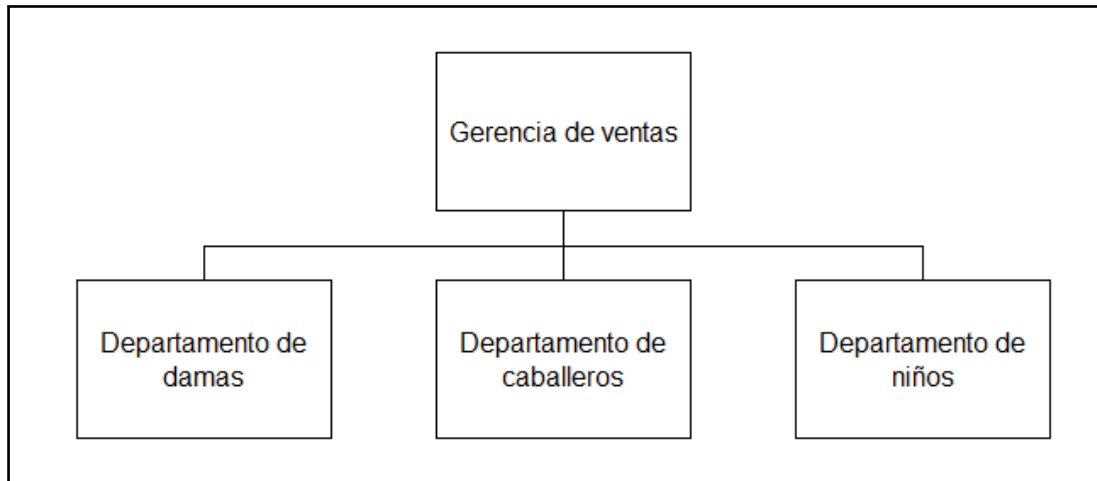 Gerencia de ventas
Departamento de
damas
Departamento de
caballeros
Departamento de
niños